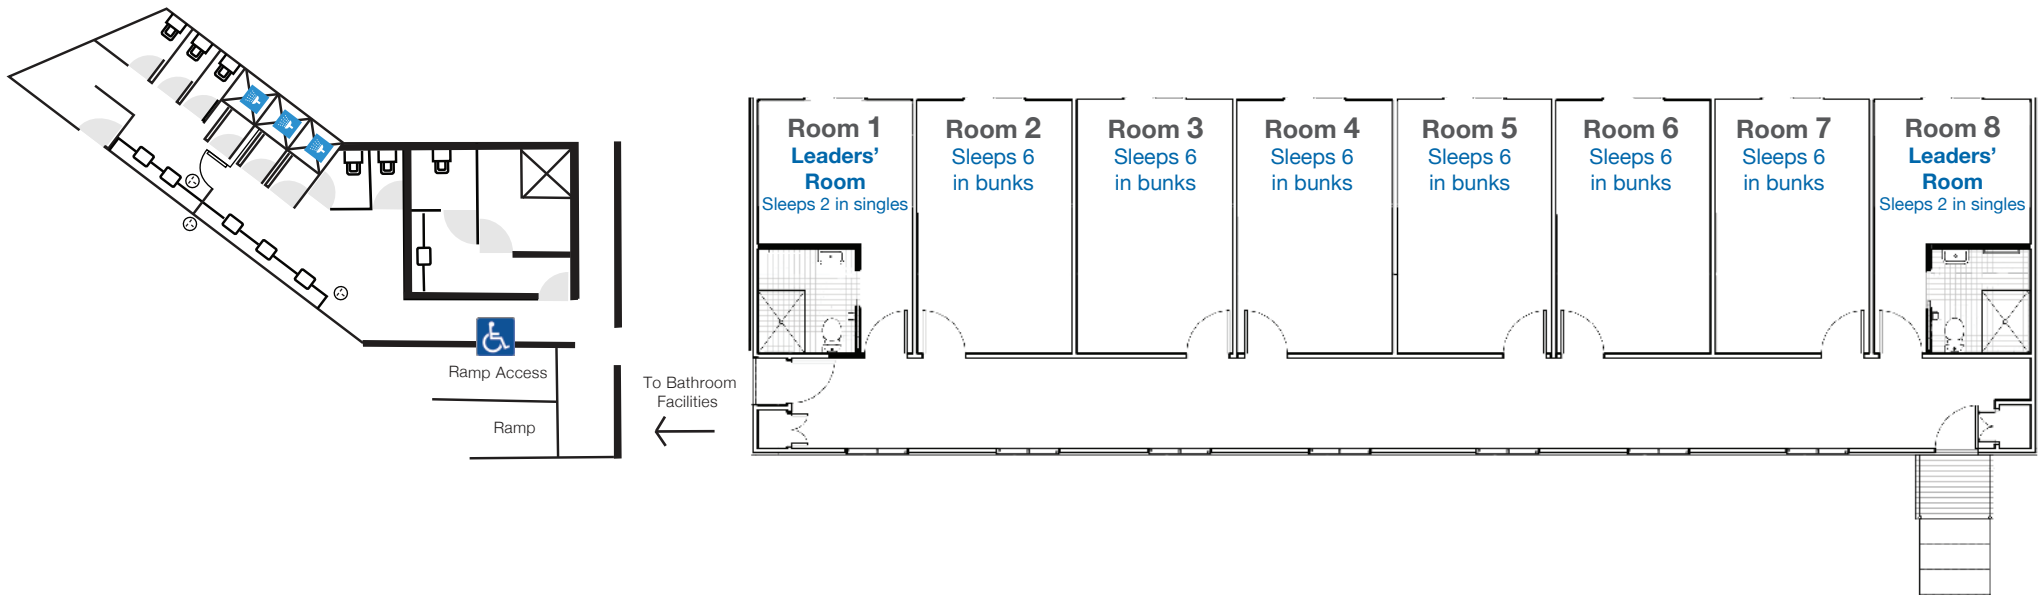 Room 1
Leaders’
Room
Sleeps 2 in singles
Room 2
Sleeps 6
in bunks
Room 3
Sleeps 6
in bunks
Room 4
Sleeps 6
in bunks
Room 5
Sleeps 6
in bunks
Room 6
Sleeps 6
in bunks
Room 7
Sleeps 6
in bunks
Room 8
Leaders’
Room
Sleeps 2 in singles
Ramp Access
Ramp
To Bathroom
Facilities